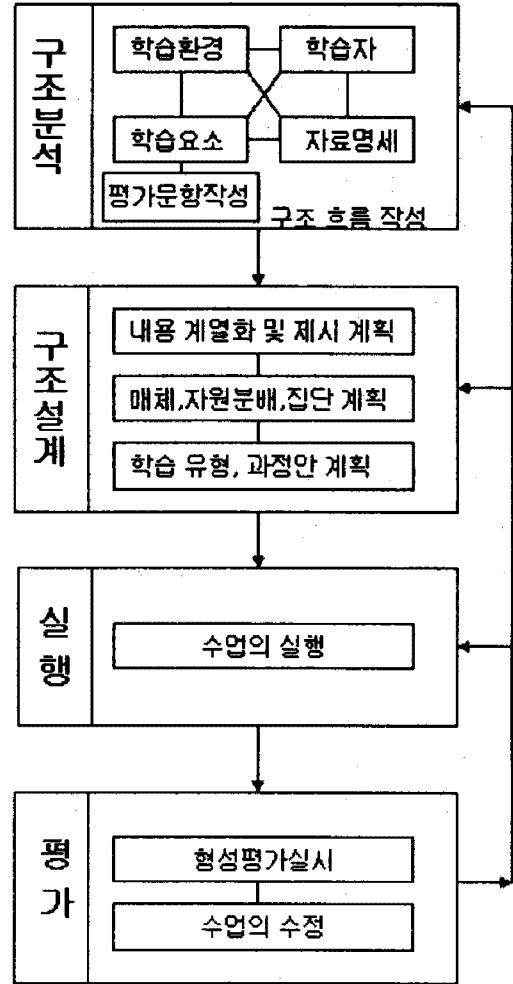 구조분석
학습환경
학습자
학습요소
자료명세
평가문항작성
구조 흐름 작성
구조설계
내용 계열화 및 제시 계획
매체,자원분배,집단 계획
학습 유형, 과정안 계획
실행
수업의 실행
평가
형성평가실시
수업의 수정